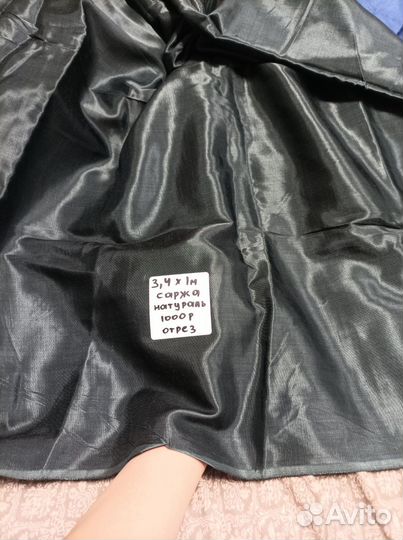 3,4 x 1м
саржа
натураль
1000р
отрез
Avito